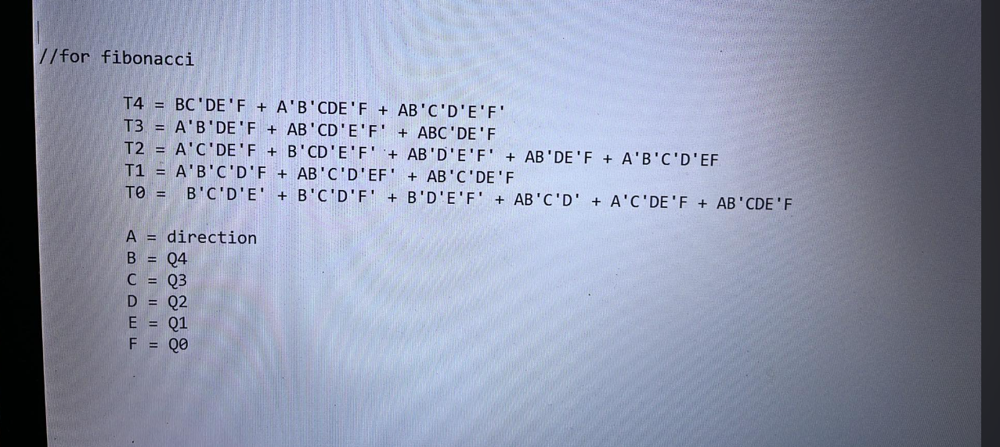 //for fibonacci
T4 = BC'DE'F + A'B'CDE'F + AB'C'D'E'F'
T3 = A'B'DE'F + AB'CD'E'F' + ABC'DE'F
T2 = A'C'DE'F + B'CD'E'F' + AB'D'E'F' + AB'DE'F + A'B'C'D'EF
T1 = A'B'C'D'F + AB'C'D'EF' + AB'C'DE'F
T0 = B'C'D'E' + B'C'D'F' + B'D'E'F' + AB'C'D' + A'C'DE'F + AB'CDE'F
A = direction
B = Q4
C = Q3
D = Q2
E = Q1
F = Q0